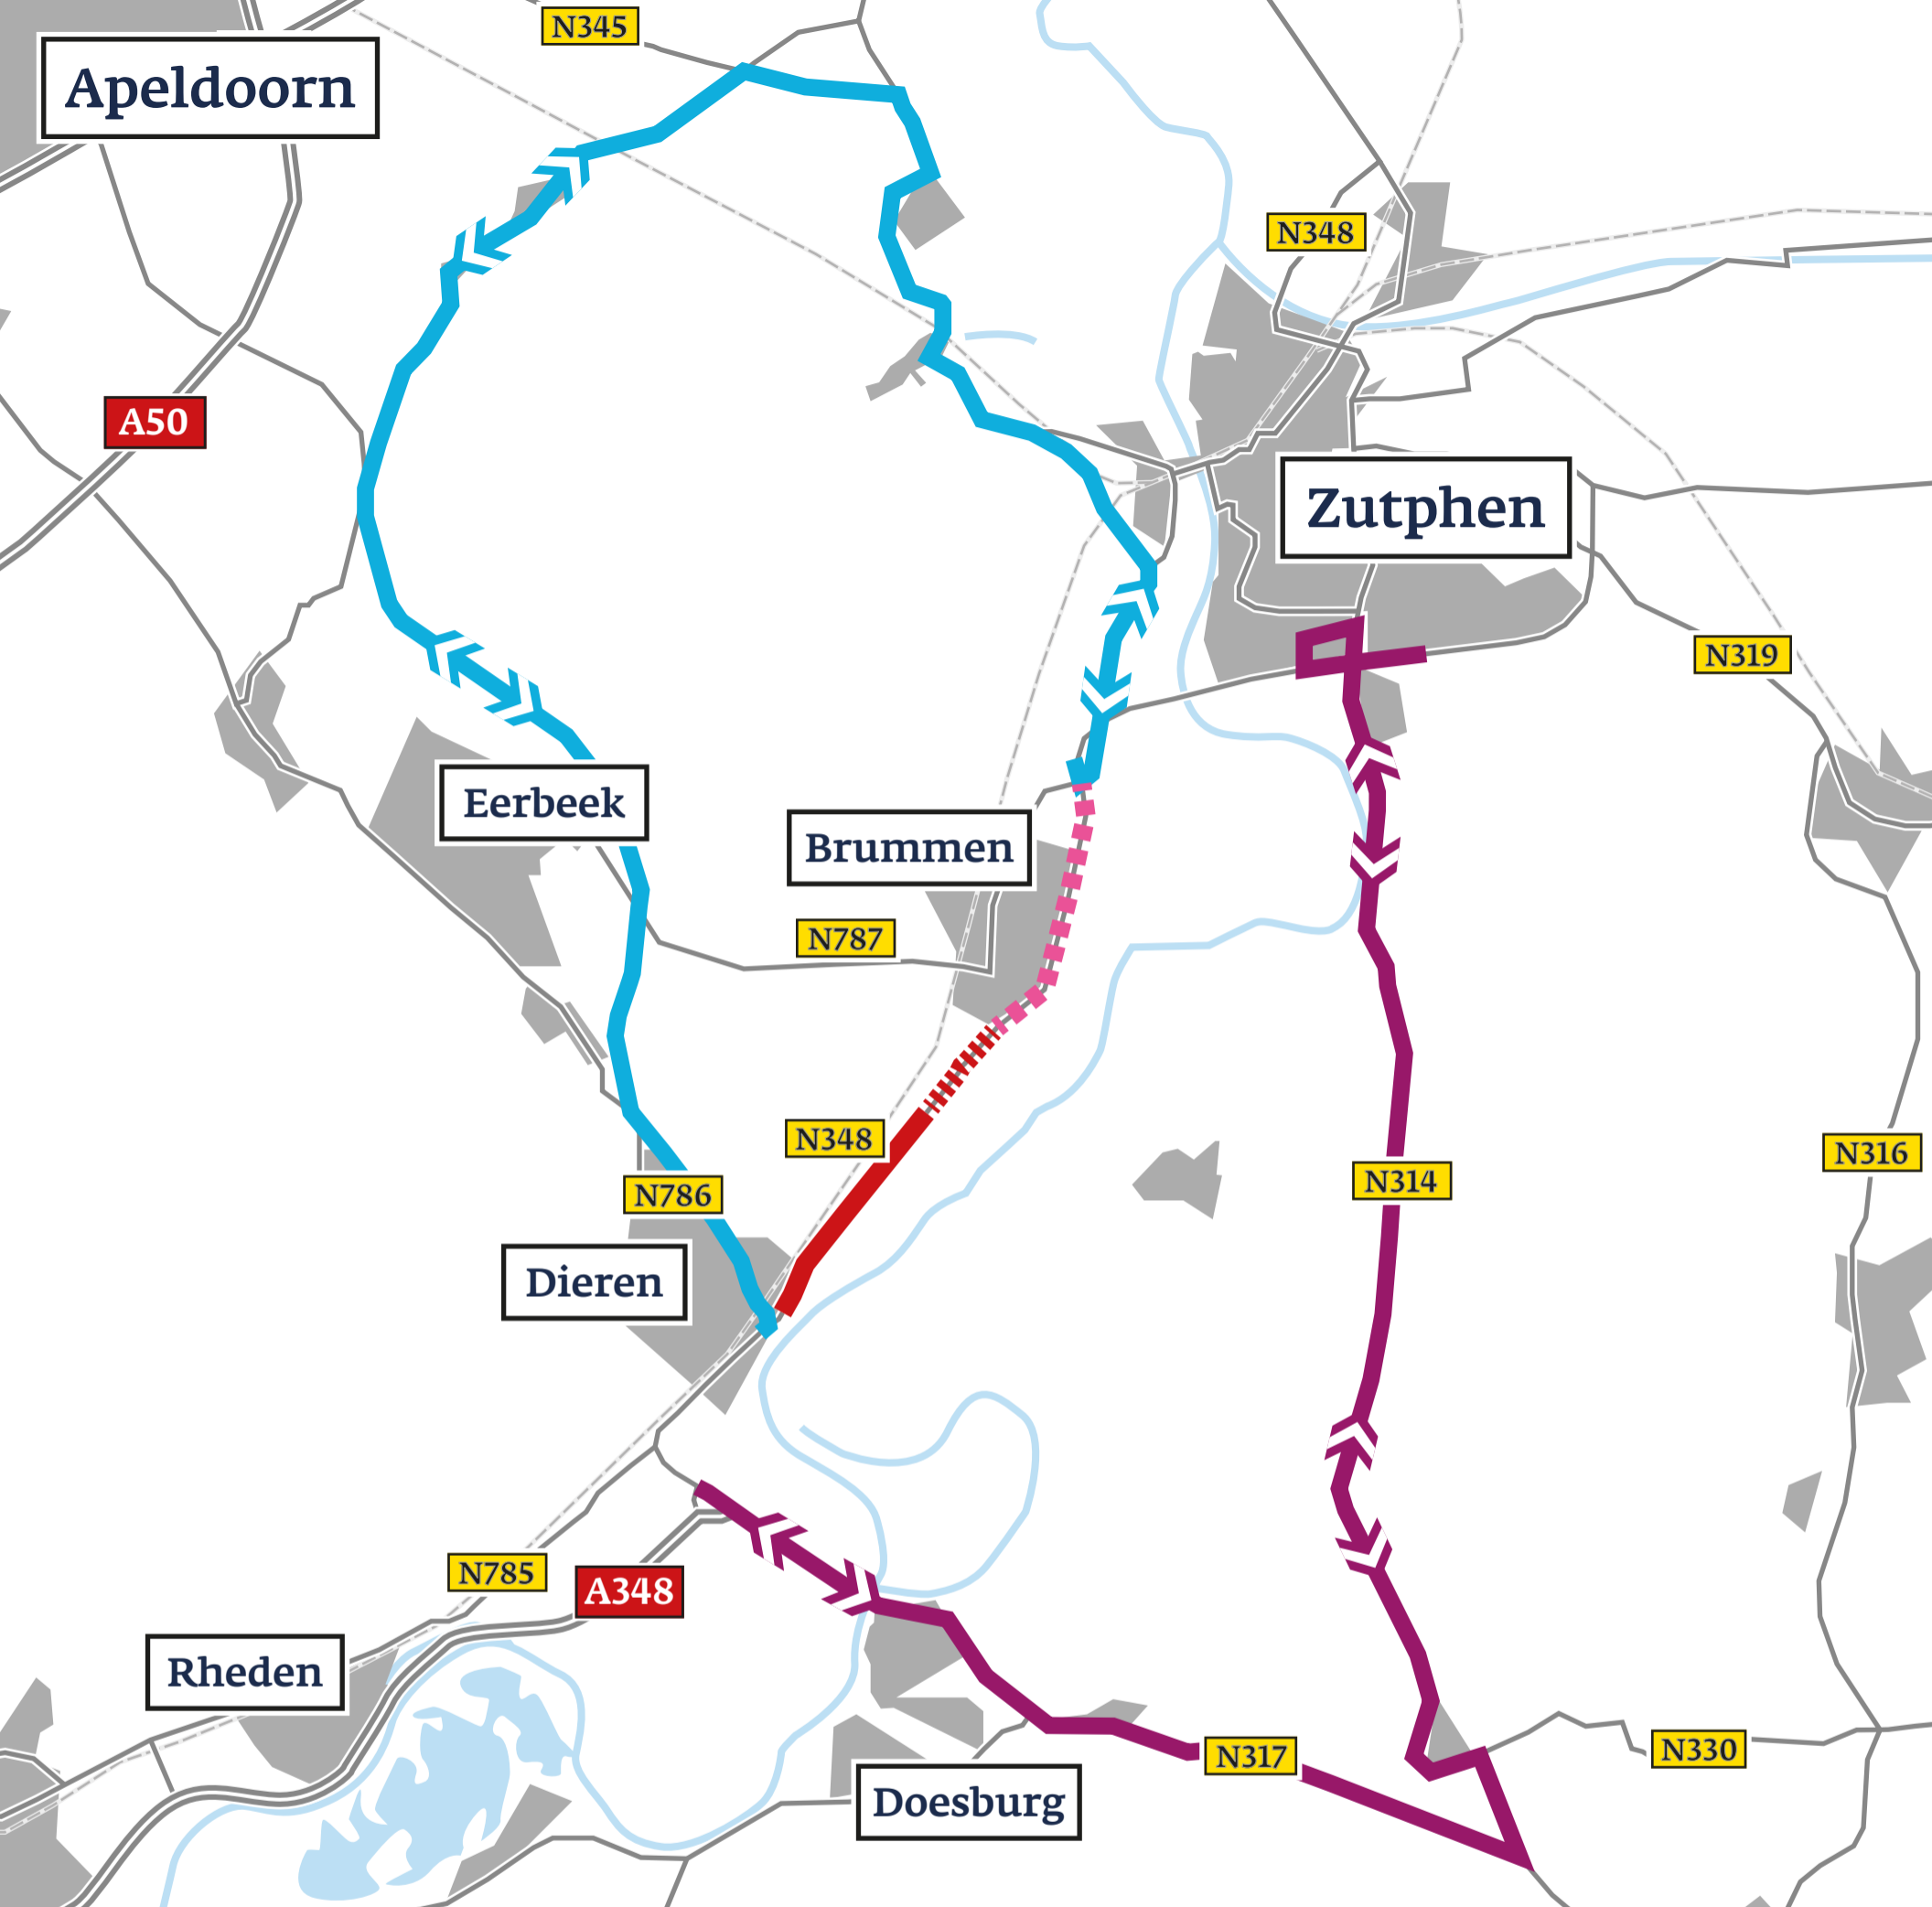 N345
Apeldoorn
N348
A50
Zutphen
N319
Eerbeek
Brummen
N787
N348
N316
N314
N786
Dieren
N785
A348
Rheden
N317
N330
Doesburg